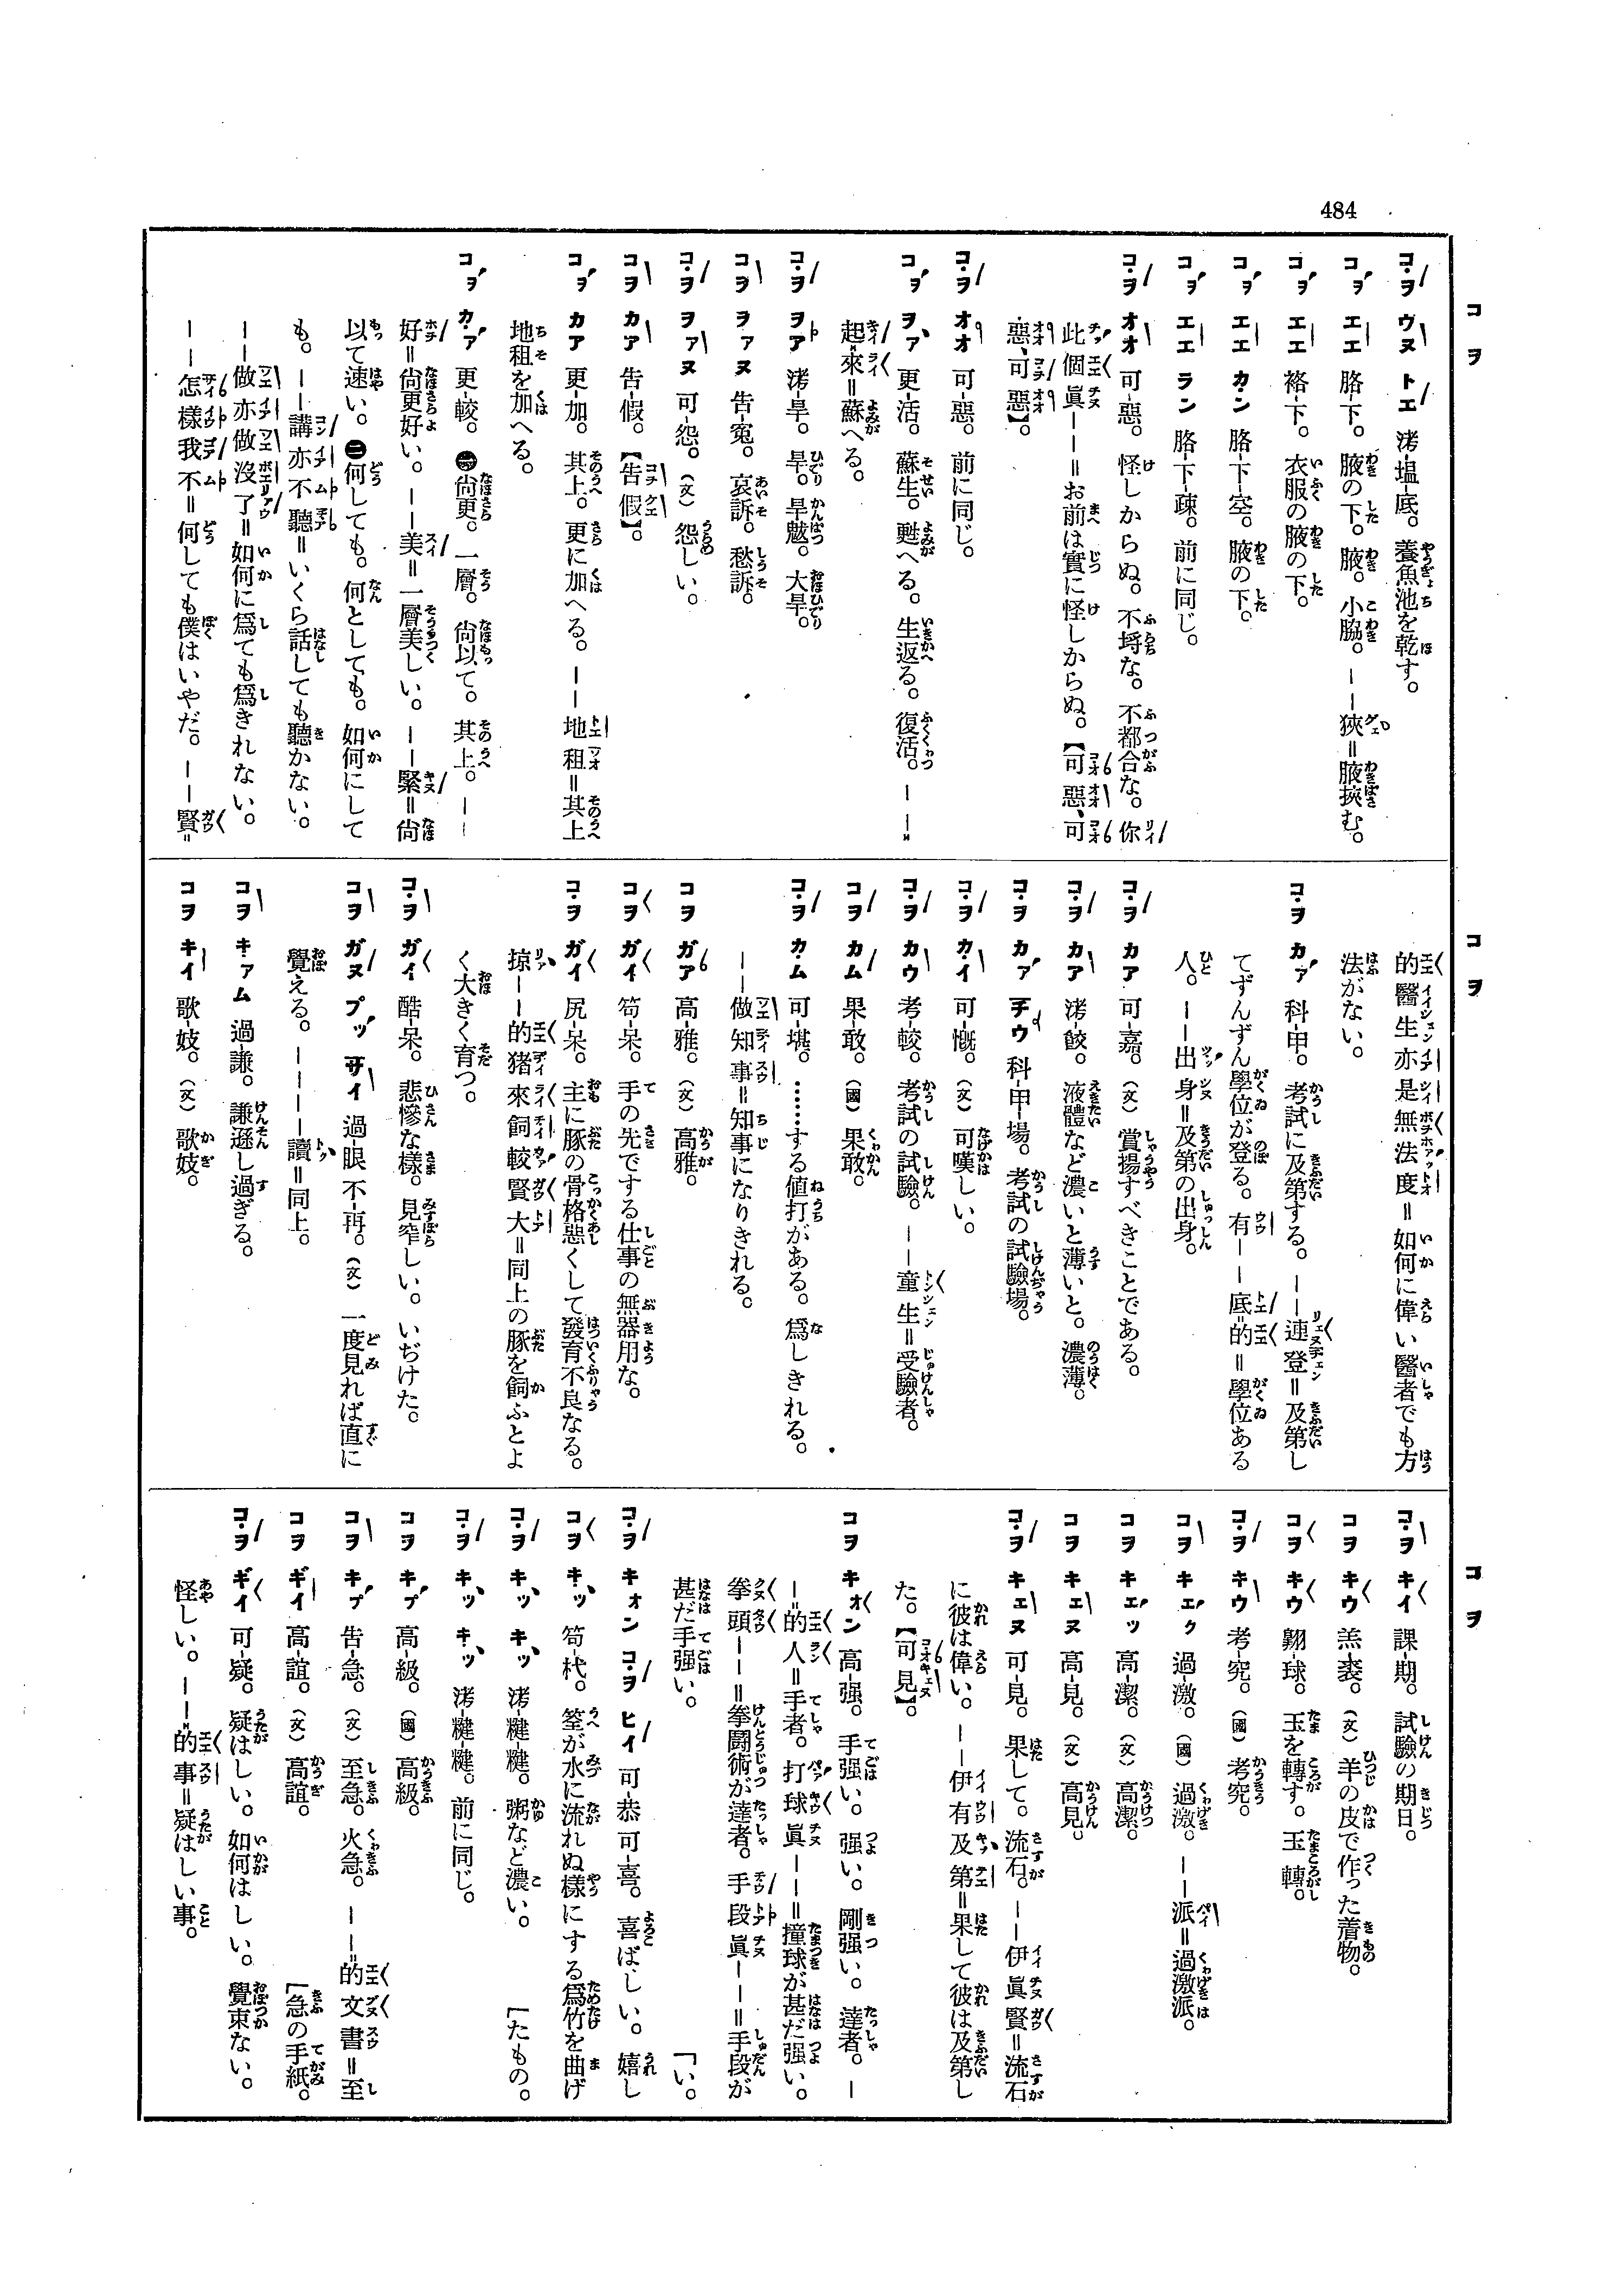 484
コ ヲ
コ・ヲ ヴヌ トエ 洘-塭-底。養魚池を乾す。
コヲ エエ 胳-下。腋の下。腋。小脇。――狹＝腋挾む。
コヲ エエ 袼-下。衣服の腋の下。
コヲ エエ カ・ン 胳-下-空。腋の下。
コヲ エエ ラン 胳-下-疎。前に同じ。
コ・ヲ オオ 可-惡。怪しからぬ。不埒な。不都合な。你
此個眞――＝お前は實に怪しからぬ。【可惡、可
惡、可惡】。
コ・ヲ オオ 可-惡。前に同じ。
コヲ ヲァ 更-活。蘇生。甦へる。生返る。復活。――
起來＝蘇へる。
コ・ヲ ヲア 洘-旱。旱。旱魃。大旱。
コヲ ヲァヌ 告-寃。哀訴。愁訴。
コ・ヲ ヲァヌ 可-怨。（文）怨しい。
コヲ カア 告-假。【告假】。
コヲ カア 更-加。其上。更に加へる。――地租＝其上
地租を加へる。
コヲ カァ 更-較。㊀尙更。一層。尙以て。其上。――
好＝尙更好い。――美＝一層美しい。――緊＝尙
以て速い。㊁何しても。何としても。如何にして
も。――講亦不聽＝いくら話しても聽かない。
――做亦做沒了＝如何に爲ても爲きれない。
――怎樣我不＝何しても僕はいやだ。――賢
コ ヲ
的醫生亦是無法度＝如何に偉い醫者でも方
法がない。
コ・ヲ カァ 科-甲。考試に及第する。――連登＝及第し
てずんずん學位が登る。有――底的＝學位ある
人。――出身＝及第の出身。
コ・ヲ カア 可-嘉。（文）賞揚すべきことである。
コ・ヲ カア 洘-餃。液體など濃いと薄いと。濃薄。
コヲ カァ チウ 科-甲-場。考試の試驗場。
コ・ヲ カ・イ 可-慨。（文）可嘆しい。
コ・ヲ カウ 考-較。考試の試驗。――童生＝受驗者。
コヲ カム 果-敢。（國）果敢。
コ・ヲ カ・ム 可-堪。……する値打がある。爲しきれる。
――做知事＝知事になりきれる。
コヲ ガア 高-雅。（文）高雅。
コヲ ガイ 笱-呆。手の先でする仕事の無器用な。
コ・ヲ ガイ 尻-呆。主に豚の骨格惡くして發育不良なる。
掠――的猪來飼較賢大＝同上の豚を飼ふとよ
く大きく育つ。
コ・ヲ ガイ 酷-呆。悲慘な樣。見窄しい。いぢけた。
コヲ ガヌ プッ サイ 過-眼 不-再。（文）一度見れば直に
覺える。――――讀＝同上。
コヲ キァム 過-謙。謙遜し過ぎる。
コヲ キイ 歌-妓。（文）歌妓。
コ ヲ
コ・ヲ キイ 課-期。試驗の期日。
コヲ キウ 羔-裘。（文）羊の皮で作った着物。
コヲ キウ 翺-球。玉を轉す。玉轉。
コ・ヲ キウ 考-究。（國）考究。
コヲ キェク 過-激。（國）過激。――派＝過激派。
コヲ キェッ 高-潔。（文）高潔。
コヲ キェヌ 高-見。（文）高見。
コ・ヲ キェヌ 可-見。果して。流石。――伊眞賢＝流石
に彼は偉い。――伊有及第＝果して彼は及第し
た。【可見】。
コヲ キォン 高-强。手强い。强い。剛强い。達者。―
―的人＝手者。打球眞――＝撞球が甚だ强い。
拳頭――＝拳鬪術が達者。手段眞――＝手段が
甚だ手强い。
コ・ヲ キォン コ・ヲ ヒイ 可-恭 可-喜。喜ばしい。嬉し
「い。
コヲ キ・ッ 笱-杙。筌が水に流れぬ樣にする爲竹を曲げ
「たもの。
コ・ヲ キ・ッ キ・ッ 洘-糋-糋。粥など濃い。
コ・ヲ キ・ッ キ・ッ 洘-糋-糋。前に同じ。
コヲ キプ 高-級。（國）高級。
コヲ キプ 告-急。（文）至急。火急。――的文書＝至
「急の手紙。
コヲ ギイ 高-誼。（文）高誼。
コ・ヲ ギイ 可-疑。疑はしい。如何はしい。覺束ない。
怪しい。――的事＝疑はしい事。